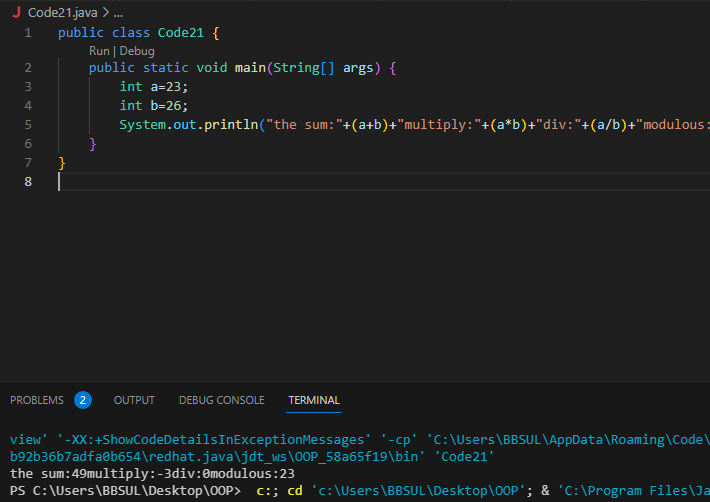 J Code21.java > ...
1 public class Code21 {
Run | Debug
2 public static void main(String[] args) {
3 int a=23;
4 int b=26;
5 System.out.println("the sum:"+(a+b)+"multiply:"+(a*b)+"div:"+(a/b)+"modulous:
6 }
7 }
8
PROBLEMS 2 OUTPUT DEBUG CONSOLE TERMINAL
view' '-XX:+ShowCodeDetailsInExceptionMessages' '-cp' 'C:\Users\BBSUL\AppData\Roaming\Code\
b92b36b7adfa0b654\redhat.java\jdt_ws\OOP_58a65f19\bin' 'Code21'
the sum:49multiply:-3div:0modulous:23
PS C:\Users\BBSUL\Desktop\OOP> c:; cd 'c:\Users\BBSUL\Desktop\OOP'; & 'C:\Program Files\Ja